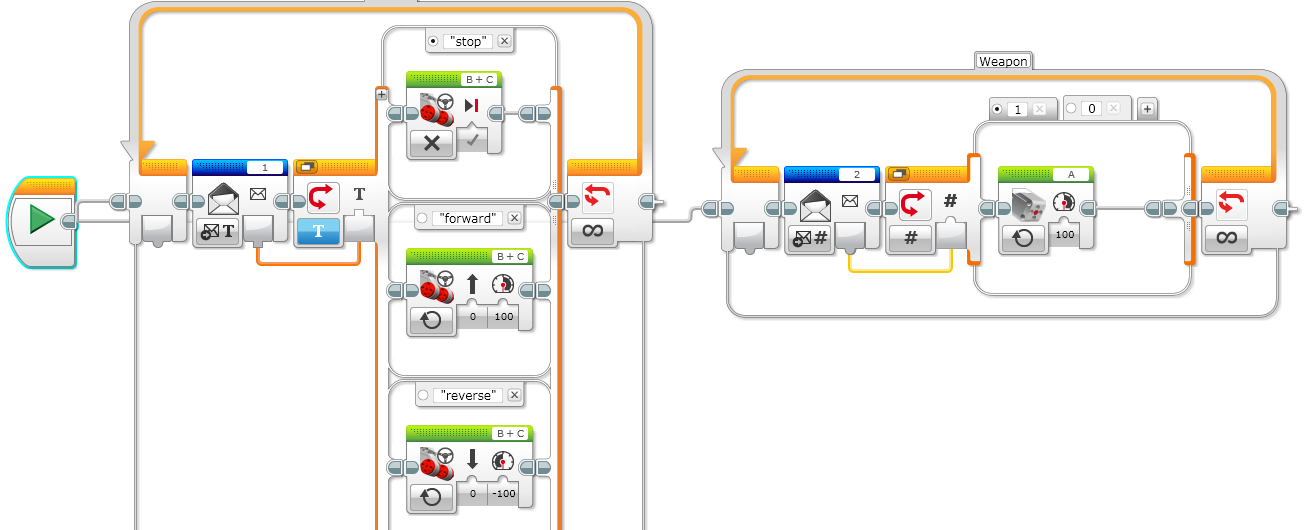 "stop"
B + C
1
T
T
T
∞
"forward"
B + C
0 100
"reverse"
B + C
0 -100
Weapon
1 0
2
#
#
#
A
100
∞